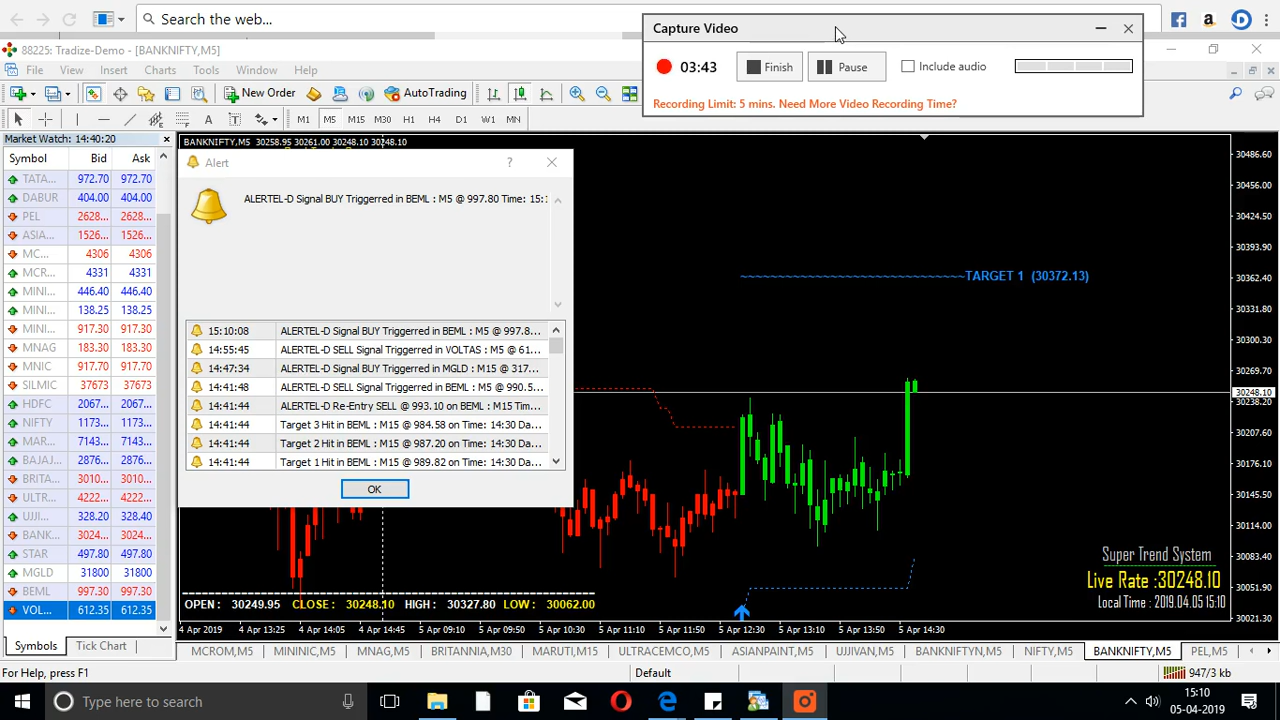 Search the web...
Capture Video
03:43 Finish Pause Include audio
Recording Limit: 5 mins. Need More Video Recording Time?
88225: Tradize-Demo - [BANKNIFTY,M5]
File View Insert Charts Tools Window Help
New Order AutoTrading M1 M5 M15 M30 H1 H4 D1 W1 MN
A T
Market Watch: 14:40:20
Symbol Bid Ask
TATA... 972.70 972.70
DABUR 404.00 404.00
PEL 2628... 2628...
ASIA... 1526... 1526...
MC... 4306 4306
MCR... 4331 4331
MINI... 446.40 446.40
MINI... 138.25 138.25
MINI... 917.30 917.30
MNAG 183.30 183.30
MNIC 917.70 917.70
SILMIC 37673 37673
HDFC 2067... 2067...
NIFTY 1173... 1173...
MAR... 7143... 7143...
BAJAJ... 2876... 2876...
BRITA... 3010... 3010...
ULTR... 4222... 4222...
UJJI... 328.20 328.40
BANK... 3024... 3024...
STAR 497.80 497.80
MGLD 31800 31800
BEML 997.30 997.30
VOL... 612.35 612.35
Symbols Tick Chart
BANKNIFTY,M5 30258.95 30261.00 30248.10 30248.10
Alert
?
ALERTEL-D Signal BUY Triggerred in BEML : M5 @ 997.80 Time: 15:1
15:10:08 ALERTEL-D Signal BUY Triggerred in BEML : M5 @ 997.8...
14:55:45 ALERTEL-D SELL Signal Triggerred in VOLTAS : M5 @ 61...
14:47:34 ALERTEL-D Signal BUY Triggerred in MGLD : M15 @ 317...
14:41:48 ALERTEL-D SELL Signal Triggerred in BEML : M5 @ 990.5...
14:41:44 ALERTEL-D Re-Entry SELL @ 993.10 on BEML : M15 Tim...
14:41:44 Target 3 Hit in BEML : M15 @ 984.58 on Time: 14:30 Da...
14:41:44 Target 2 Hit in BEML : M15 @ 987.20 on Time: 14:30 Da...
14:41:44 Target 1 Hit in BEML : M15 @ 989.82 on Time: 14:30 Da...
OK
TARGET 1 (30372.13)
30486.60
30456.00
30424.50
30393.90
30362.40
30331.80
30300.30
30269.70
30248.10
30238.20
30207.60
30176.10
30145.50
30114.00
30083.40
30051.90
30021.30
Super Trend System
Live Rate :30248.10
Local Time : 2019.04.05 15:10
OPEN: 30249.95 CLOSE: 30248.10 HIGH: 30327.80 LOW: 30062.00
4 Apr 2019 4 Apr 13:25 4 Apr 14:05 4 Apr 14:45 5 Apr 09:10 5 Apr 09:50 5 Apr 10:30 5 Apr 11:10 5 Apr 11:50 5 Apr 12:30 5 Apr 13:10 5 Apr 13:50 5 Apr 14:30
MCROM,M5 MININIC,M5 MNAG,M5 BRITANNIA,M30 MARUTI,M15 ULTRACEMCO,M5 ASIANPAINT,M5 UJJIVAN,M5 BANKNIFTYN,M5 NIFTY,M5 BANKNIFTY,M5 PEL,M5
For Help, press F1 Default 947/3 kb
Type here to search
15:10
05-04-2019